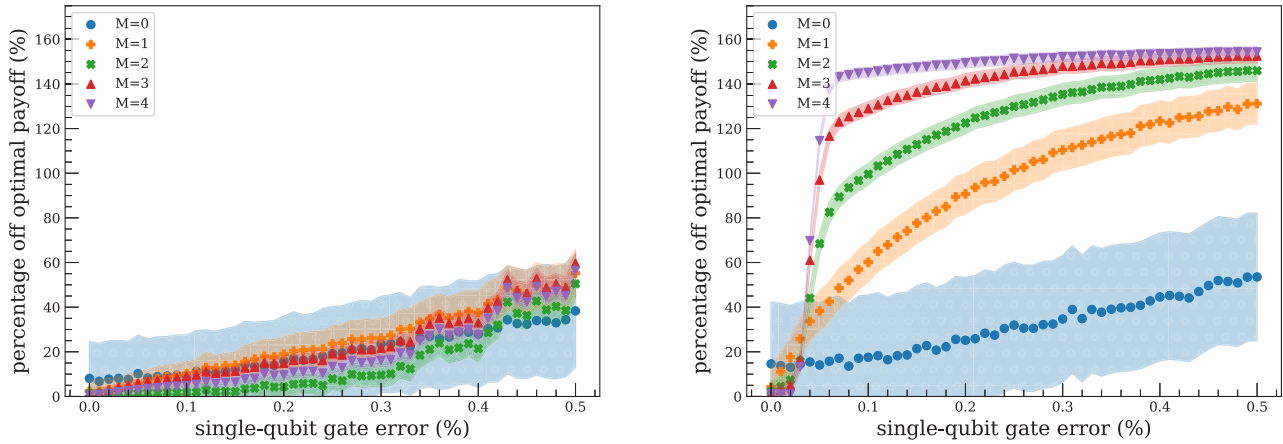 160
140
120
100
80
60
40
20
0
percentage off optimal payoff (%)
M=0
M=1
M=2
M=3
M=4
0.0
0.1
0.2
0.3
0.4
0.5
single-qubit gate error (%)
160
140
120
100
80
60
40
20
0
percentage off optimal payoff (%)
M=0
M=1
M=2
M=3
M=4
0.0
0.1
0.2
0.3
0.4
0.5
single-qubit gate error (%)